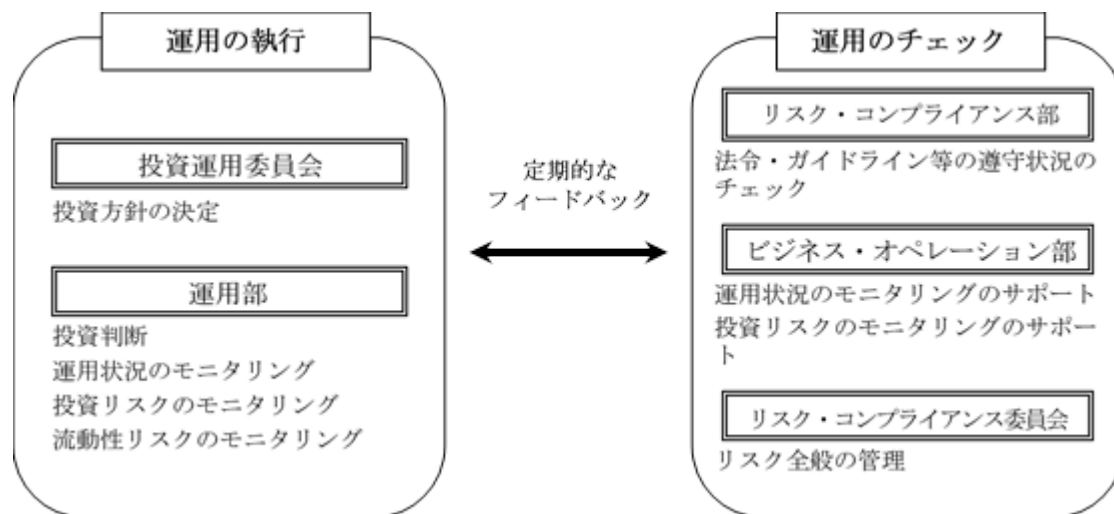 運用の執行
投資運用委員会
投資方針の決定
運用部
投資判断
運用状況のモニタリング
投資リスクのモニタリング
流動性リスクのモニタリング
定期的な
フィードバック
運用のチェック
リスク・コンプライアンス部
法令・ガイドライン等の遵守状況の
チェック
ビジネス・オペレーション部
運用状況のモニタリングのサポート
投資リスクのモニタリングのサポー
ト
リスク・コンプライアンス委員会
リスク全般の管理